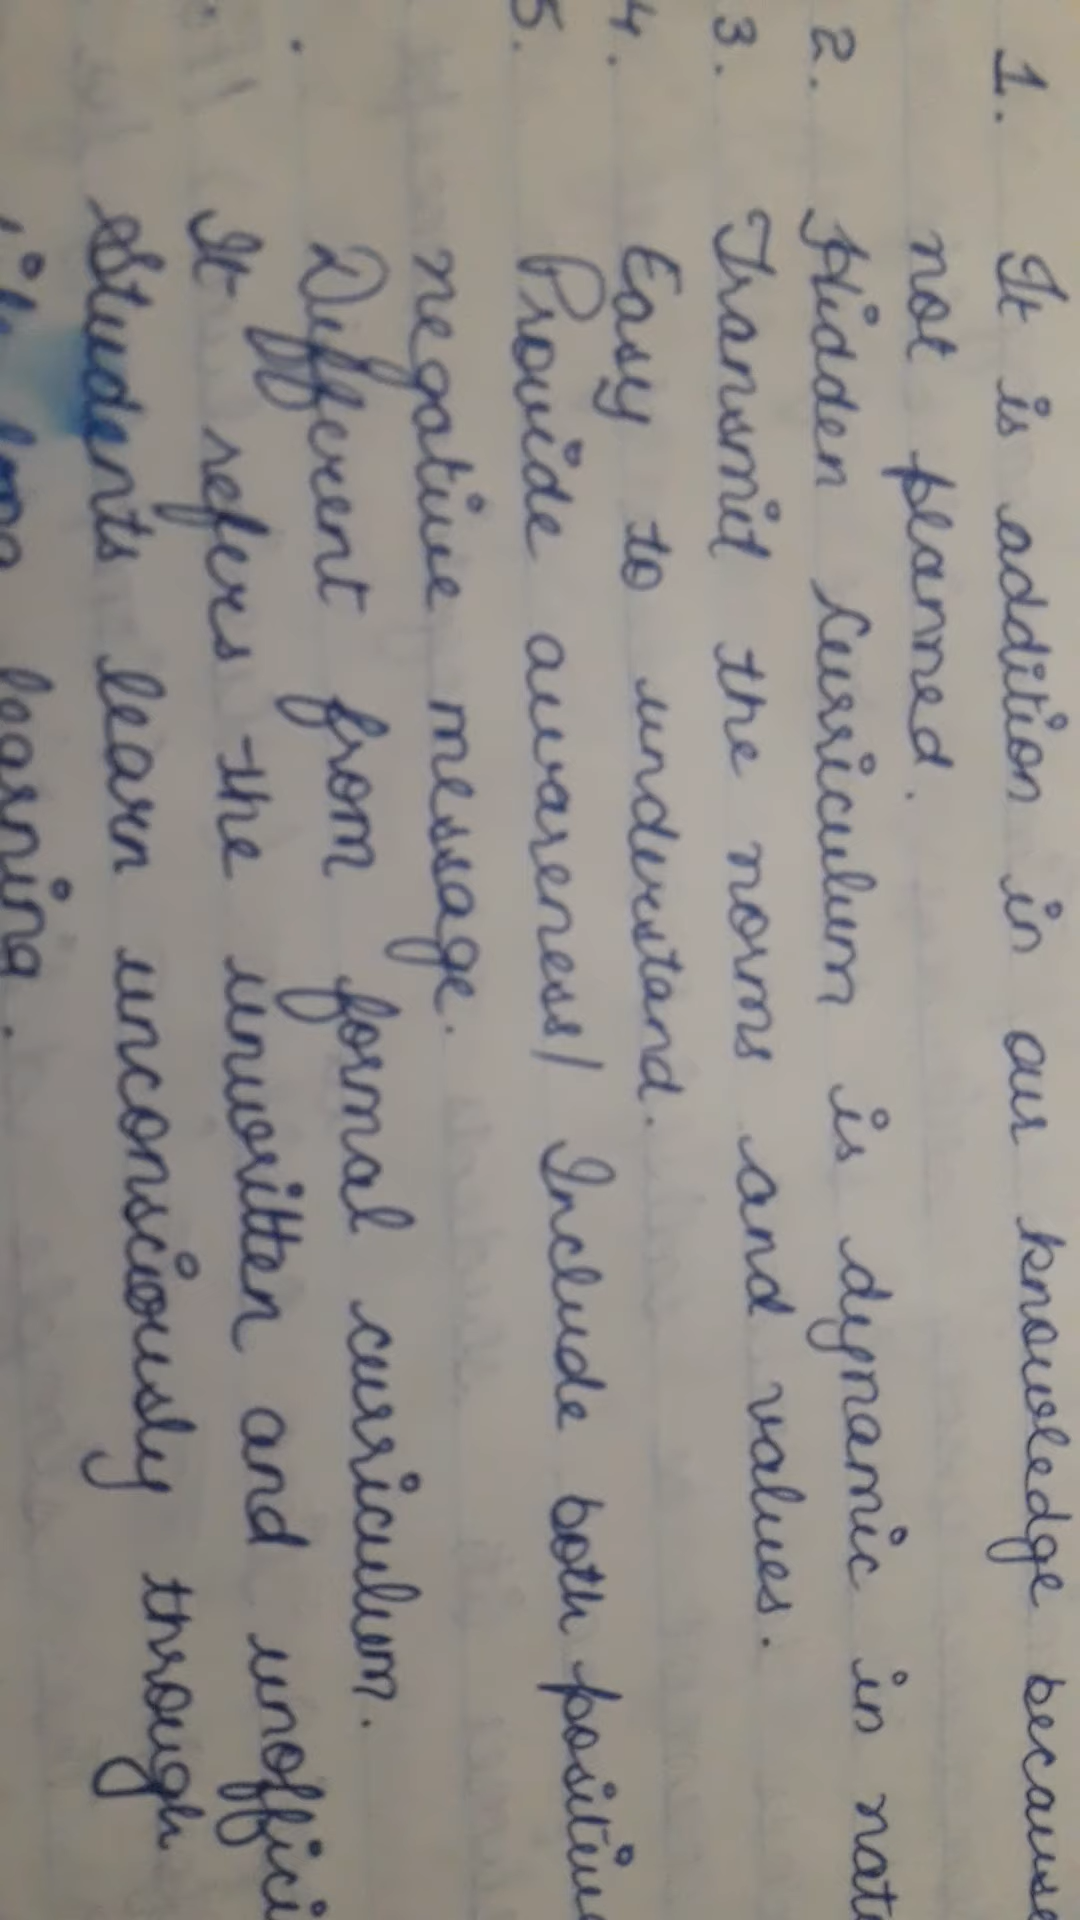 1. It is addition in our knowledge because
not planned.
2. Hidden Curriculum is dynamic in
3. Transmit the norms and values.
4. Easy to understand.
5. Provide awareness/ Include both positive
negative message.
. Different from formal curriculum.
It refers the unwritten and
Students learn unconsciously through
learning.